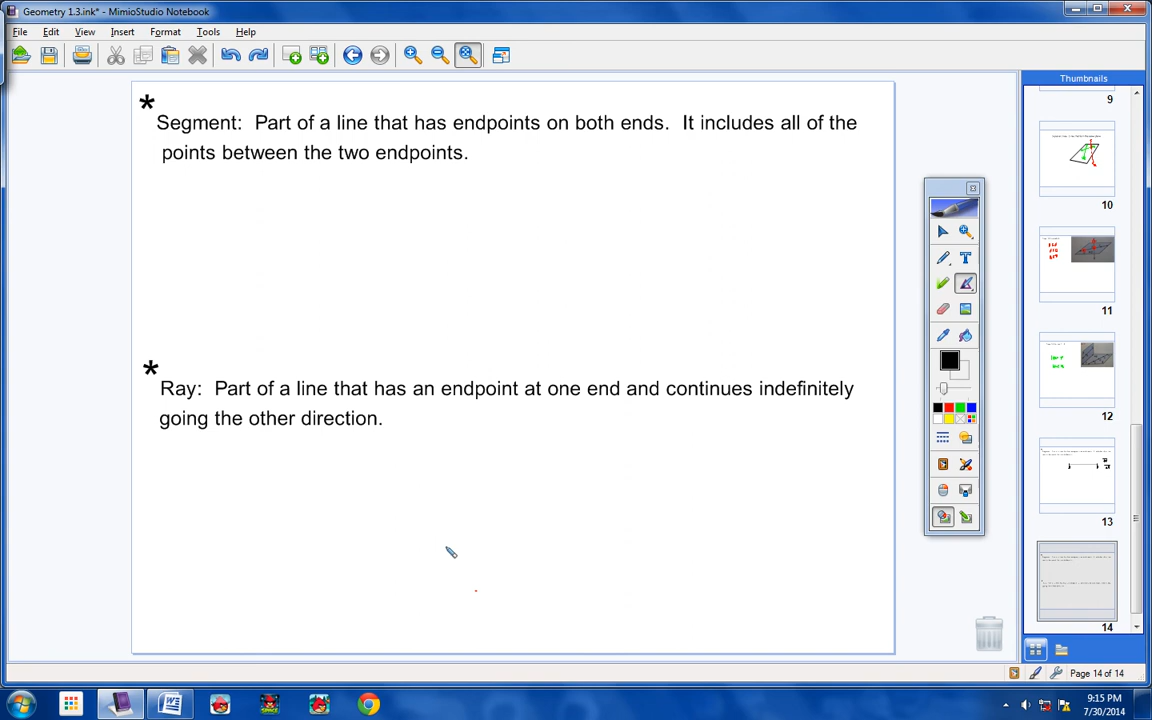 Geometry 1.3.ink* - MimioStudio Notebook
File Edit View Insert Format Tools Help
Thumbnails
*
Segment: Part of a line that has endpoints on both ends. It includes all of the
points between the two endpoints.
*
Ray: Part of a line that has an endpoint at one end and continues indefinitely
going the other direction.
T
9
10
11
12
13
14
Page 14 of 14
W
9:15 PM
7/30/2014